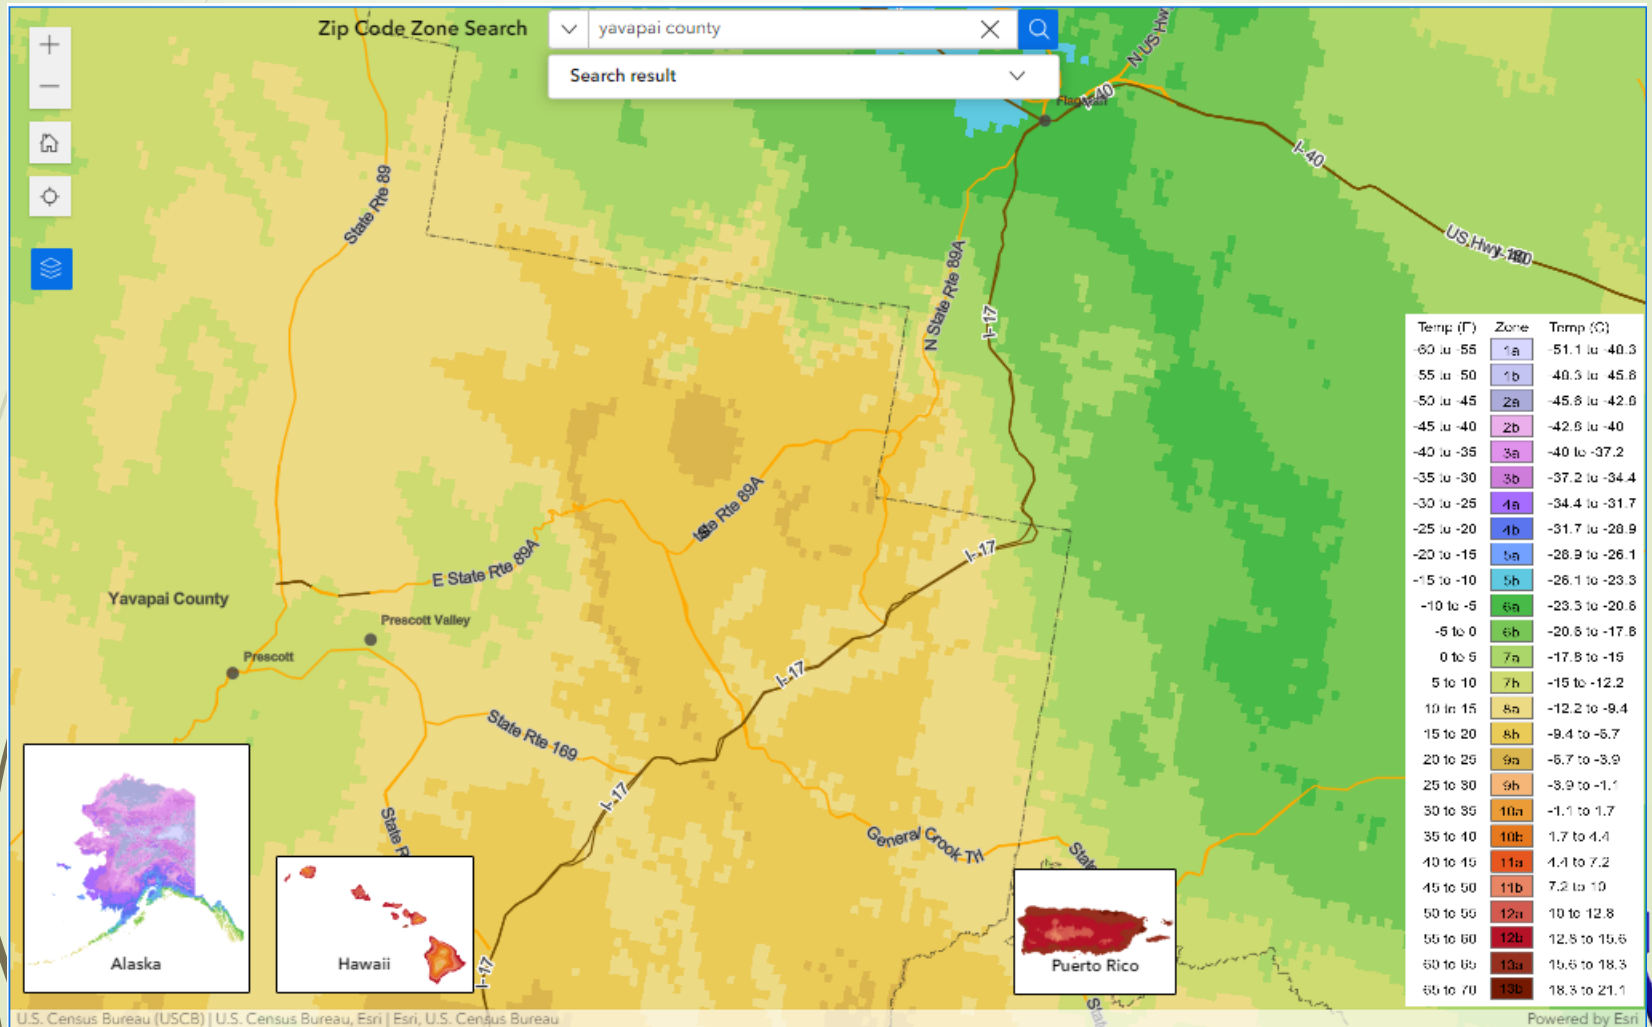 Zip Code Zone Search
yavapai county
Search result
N US Hwy
I-40
I-40
US Hwy
State Rte 89
N State Rte 89A
I-17
Rte 89A
I-17
E State Rte 89A
Yavapai County
Prescott Valley
Prescott
I-17
State Rte 169
I-17
State R
General Crook Trl
State
I-17
Stat
Alaska
Hawaii
Puerto Rico
Temp (F) Zone Temp (C)
-60 to -55 1a -51.1 to -48.3
55 to 50 1b -48.3 to -45.6
-50 to -45 2a -45.6 to -42.8
-45 to -40 2b -42.8 to -40
-40 to -35 3a -40 to -37.2
-35 to -30 3b -37.2 to -34.4
-30 to -25 4a -34.4 to -31.7
-25 to -20 4b -31.7 to -28.9
-20 to -15 5a -28.9 to -26.1
-15 to -10 5b -26.1 to -23.3
-10 to -5 6a -23.3 to -20.6
-5 to 0 6b -20.6 to -17.8
0 to 5 7a -17.8 to -15
5 to 10 7b -15 to -12.2
10 to 15 8a -12.2 to -9.4
15 to 20 8b -9.4 to -6.7
20 to 25 9a -6.7 to -3.9
25 to 30 9b -3.9 to -1.1
30 to 35 10a -1.1 to 1.7
35 to 40 10b 1.7 to 4.4
40 to 45 11a 4.4 to 7.2
45 to 50 11b 7.2 to 10
50 to 55 12a 10 to 12.8
55 to 60 12b 12.8 to 15.6
60 to 65 13a 15.6 to 18.3
65 to 70 13b 18.3 to 21.1
U.S. Census Bureau (USCB) | U.S. Census Bureau, Esri | Esri, U.S. Census Bureau
Powered by Esri